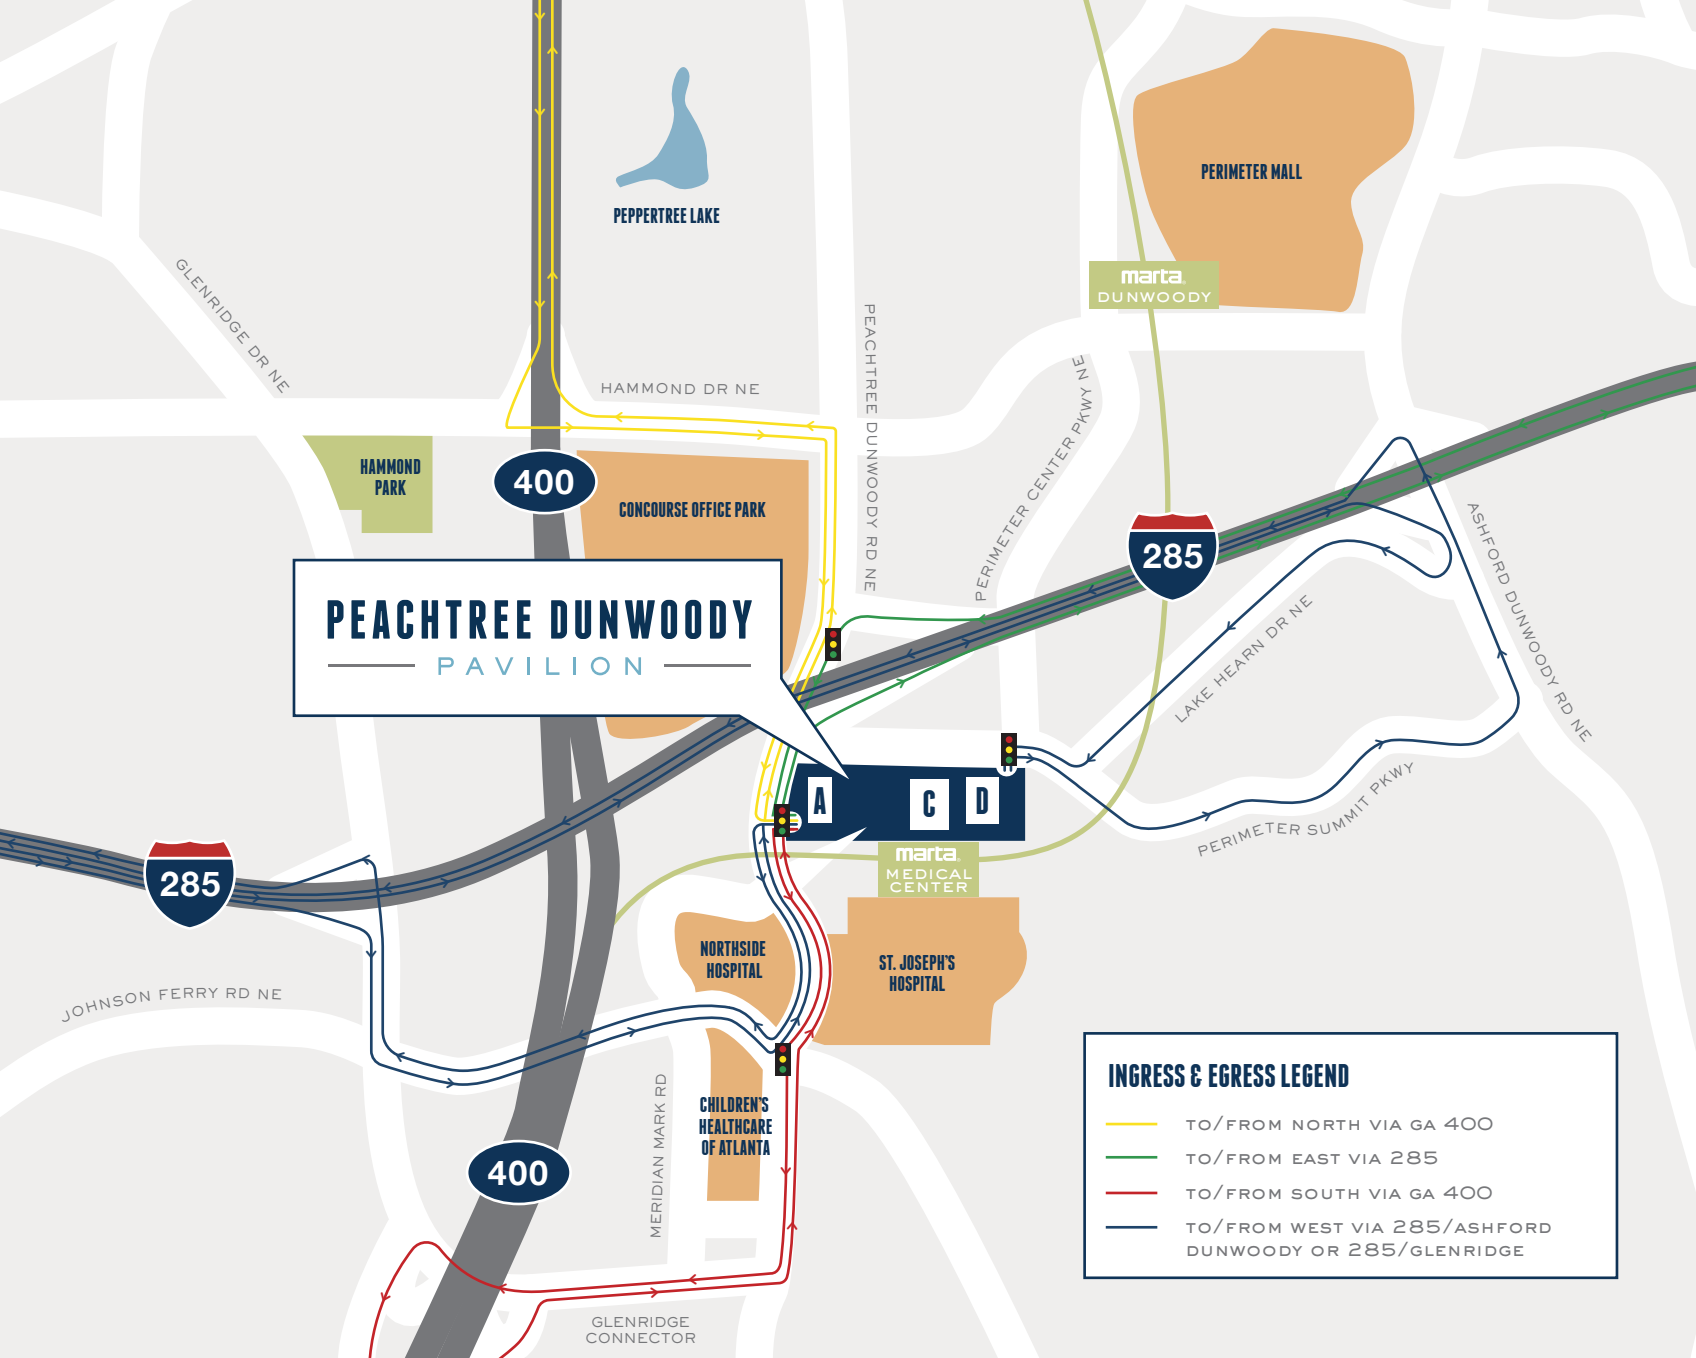 PERIMETER MALL
PEPPERTREE LAKE
marta
DUNWOODY
GLENRIDGE DR NE
HAMMOND DR NE
PEACHTREE DUNWOODY RD NE
PERIMETER CENTER PKWY NE
HAMMOND
PARK
400
CONCOURSE OFFICE PARK
285
ASHFORD DUNWOODY RD NE
PEACHTREE DUNWOODY
PAVILION
LAKE HEARN DR NE
A
C
D
PERIMETER SUMMIT PKWY
285
marta
MEDICAL
CENTER
NORTHSIDE
HOSPITAL
ST. JOSEPH'S
HOSPITAL
JOHNSON FERRY RD NE
MERIDIAN MARK RD
CHILDREN'S
HEALTHCARE
OF ATLANTA
400
GLENRIDGE
CONNECTOR
INGRESS & EGRESS LEGEND
TO/FROM NORTH VIA GA 400
TO/FROM EAST VIA 285
TO/FROM SOUTH VIA GA 400
TO/FROM WEST VIA 285/ASHFORD
DUNWOODY OR 285/GLENRIDGE